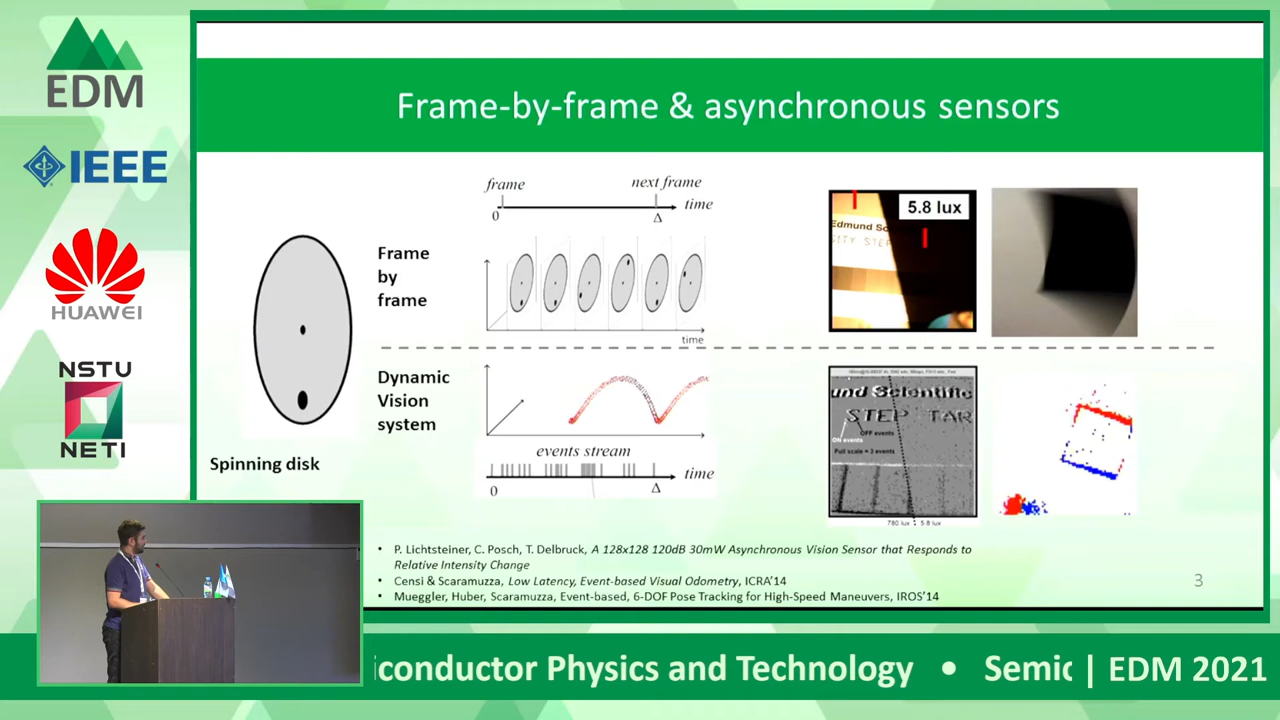 EDM
IEEE
HUAWEI
NSTU
NETI
Frame-by-frame & asynchronous sensors
frame
next frame
time
0
Δ
Frame
by
frame
time
5.8 lux
Edmund Sc
CITY STEP
Dynamic
Vision
system
events stream
time
0
Δ
Spinning disk
und Scientific
STEP TAR
OFF events
ON events
Full scale = 3 events
780 lux : 5.8 lux
• P. Lichtsteiner, C. Posch, T. Delbruck, A 128x128 120dB 30mW Asynchronous Vision Sensor that Responds to
Relative Intensity Change
• Censi & Scaramuzza, Low Latency, Event-based Visual Odometry, ICRA'14
• Mueggler, Huber, Scaramuzza, Event-based, 6-DOF Pose Tracking for High-Speed Maneuvers, IROS'14
3
iconductor Physics and Technology • Semic | EDM 2021